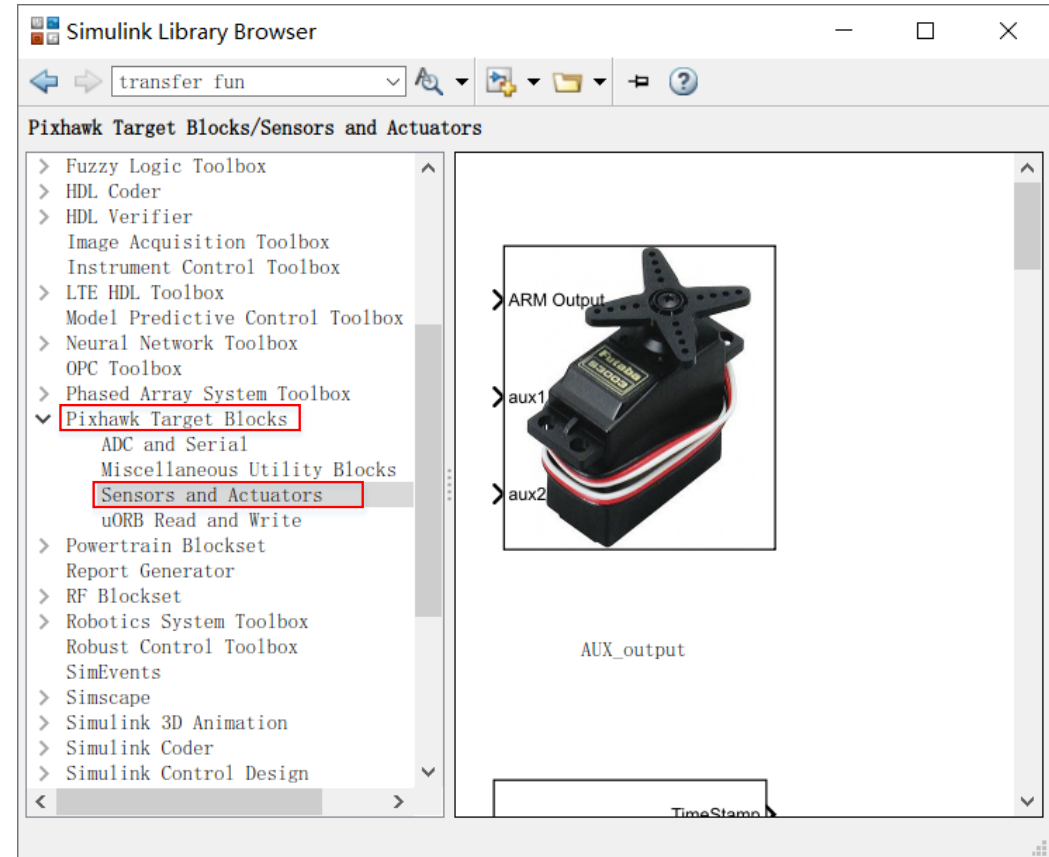 Simulink Library Browser
transfer fun
Pixhawk Target Blocks/Sensors and Actuators
Fuzzy Logic Toolbox
HDL Coder
HDL Verifier
Image Acquisition Toolbox
Instrument Control Toolbox
LTE HDL Toolbox
Model Predictive Control Toolbox
Neural Network Toolbox
OPC Toolbox
Phased Array System Toolbox
Pixhawk Target Blocks
ADC and Serial
Miscellaneous Utility Blocks
Sensors and Actuators
uORB Read and Write
Powertrain Blockset
Report Generator
RF Blockset
Robotics System Toolbox
Robust Control Toolbox
SimEvents
Simscape
Simulink 3D Animation
Simulink Coder
Simulink Control Design
ARM Output
Futaba
S3003
aux1
aux2
AUX_output
TimeStamp